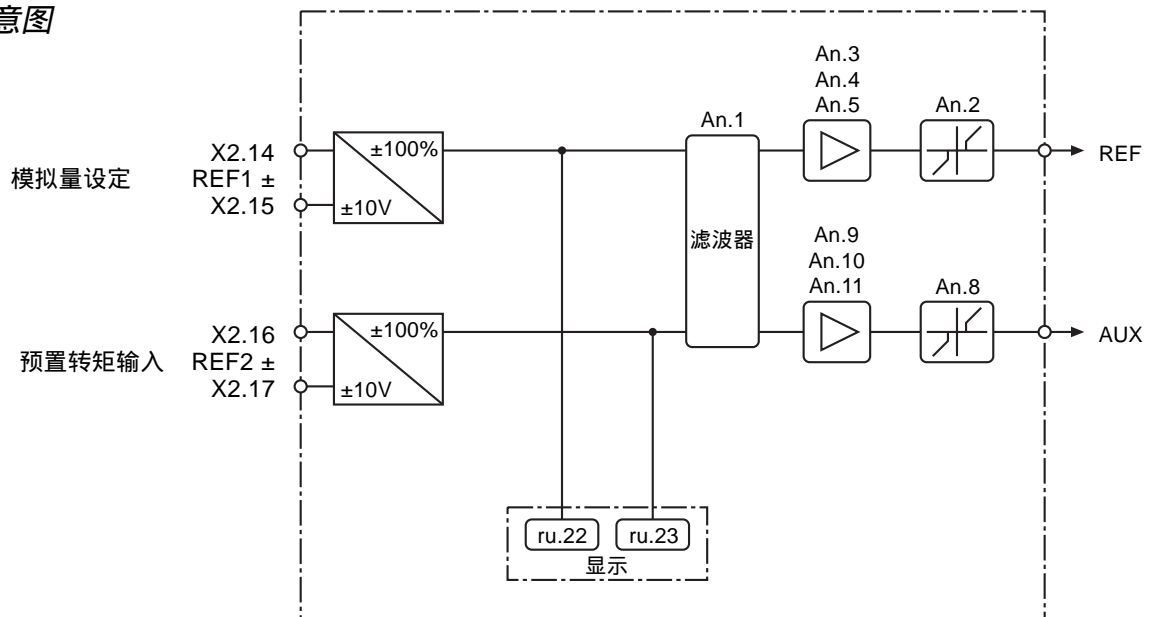 意图
An.3
An.4
An.5
An.2
An.1
X2.14
REF1 ±
X2.15
模拟量设定
±100%
±10V
REF
滤波器
An.9
An.10
An.11
An.8
X2.16
REF2 ±
X2.17
预置转矩输入
±100%
±10V
AUX
ru.22
ru.23
显示